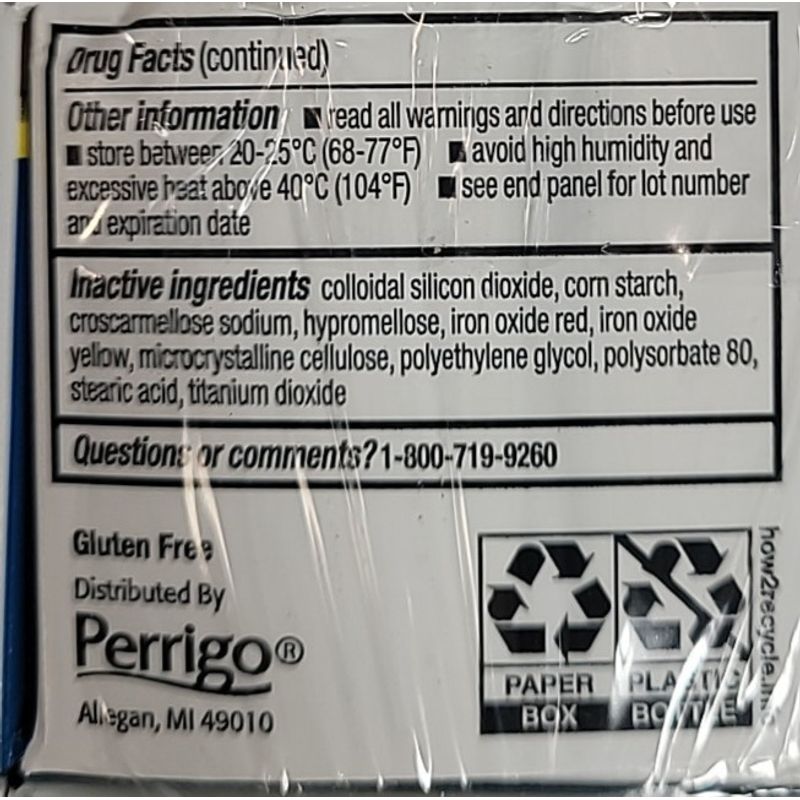 Drug Facts (continued)
Other information ■ read all warnings and directions before use
■ store between 20-25°C (68-77°F) ■ avoid high humidity and
excessive heat above 40°C (104°F) ■ see end panel for lot number
and expiration date
Inactive ingredients colloidal silicon dioxide, corn starch,
croscarmellose sodium, hypromellose, iron oxide red, iron oxide
yellow, microcrystalline cellulose, polyethylene glycol, polysorbate 80,
stearic acid, titanium dioxide
Questions or comments? 1-800-719-9260
Gluten Free
Distributed By
Perrigo®
Allegan, MI 49010
PAPER
BOX
PLASTIC
BOTTLE
how2recycle.info